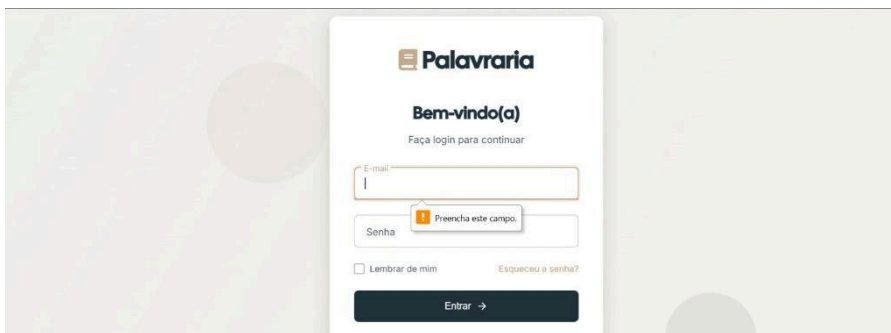 Palavraria
Bem-vindo(a)
Faça login para continuar
E-mail
Preencha este campo.
Senha
Lembrar de mim Esqueceu a senha?
Entrar →